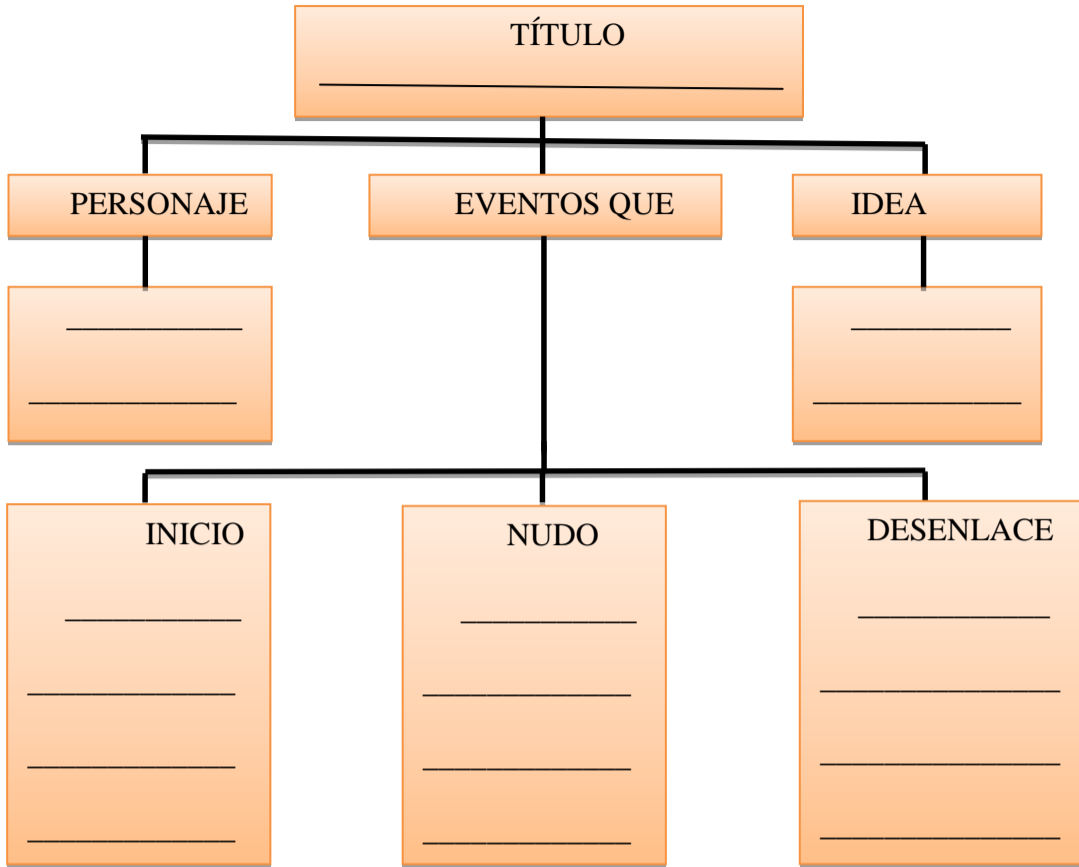 TÍTULO
PERSONAJE
EVENTOS QUE
IDEA
INICIO
NUDO
DESENLACE